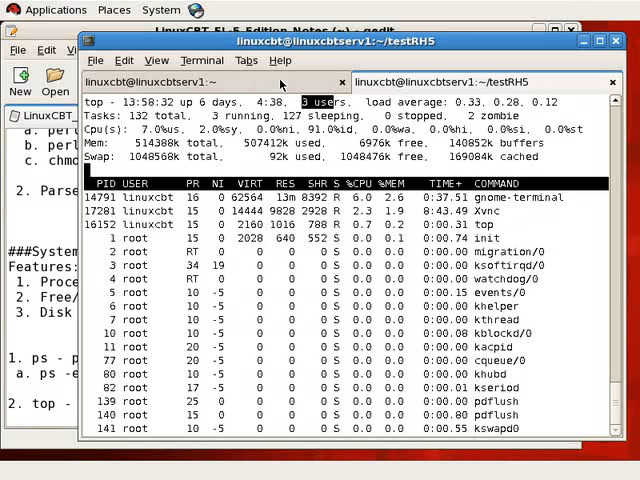 Applications Places System
LinuxCBT EL-5 Edition Notes (~) - gedit
linuxcbt@linuxcbtserv1:~/testRH5
File Ed
File Edit View Terminal Tabs Help
New Open
linuxcbt@linuxcbtserv1:~
linuxcbt@linuxcbtserv1:~/testRH5
LinuxCBT_
a. perl
b. perl
c. chmo
2. Parse
###System
Features:
1. Proce
2. Free/
3. Disk
1. ps - p
a. ps -e
2. top -
top - 13:58:32 up 6 days, 4:38, 3 users, load average: 0.33, 0.28, 0.12
Tasks: 132 total, 3 running, 127 sleeping, 0 stopped, 2 zombie
Cpu(s): 7.0%us, 2.0%sy, 0.0%ni, 91.0%id, 0.0%wa, 0.0%hi, 0.0%si, 0.0%st
Mem: 514388k total, 507412k used, 6976k free, 140852k buffers
Swap: 1048568k total, 92k used, 1048476k free, 169084k cached
PID USER PR NI VIRT RES SHR S %CPU %MEM TIME+ COMMAND
14791 linuxcbt 16 0 62564 13m 8392 R 6.0 2.6 0:37.51 gnome-terminal
17281 linuxcbt 15 0 14444 9828 2928 R 2.3 1.9 8:43.49 Xvnc
16152 linuxcbt 15 0 2160 1016 788 R 0.7 0.2 0:00.31 top
1 root 15 0 2028 640 552 S 0.0 0.1 0:00.74 init
2 root RT 0 0 0 0 S 0.0 0.0 0:00.00 migration/0
3 root 34 19 0 0 0 S 0.0 0.0 0:00.00 ksoftirqd/0
4 root RT 0 0 0 0 S 0.0 0.0 0:00.00 watchdog/0
5 root 10 -5 0 0 0 S 0.0 0.0 0:00.15 events/0
6 root 10 -5 0 0 0 S 0.0 0.0 0:00.00 khelper
7 root 10 -5 0 0 0 S 0.0 0.0 0:00.00 kthread
10 root 10 -5 0 0 0 S 0.0 0.0 0:00.08 kblockd/0
11 root 20 -5 0 0 0 S 0.0 0.0 0:00.00 kacpid
77 root 20 -5 0 0 0 S 0.0 0.0 0:00.00 cqueue/0
80 root 10 -5 0 0 0 S 0.0 0.0 0:00.00 khubd
82 root 17 -5 0 0 0 S 0.0 0.0 0:00.01 kseriod
139 root 25 0 0 0 0 S 0.0 0.0 0:00.00 pdflush
140 root 15 0 0 0 0 S 0.0 0.0 0:00.80 pdflush
141 root 10 -5 0 0 0 S 0.0 0.0 0:00.55 kswapd0